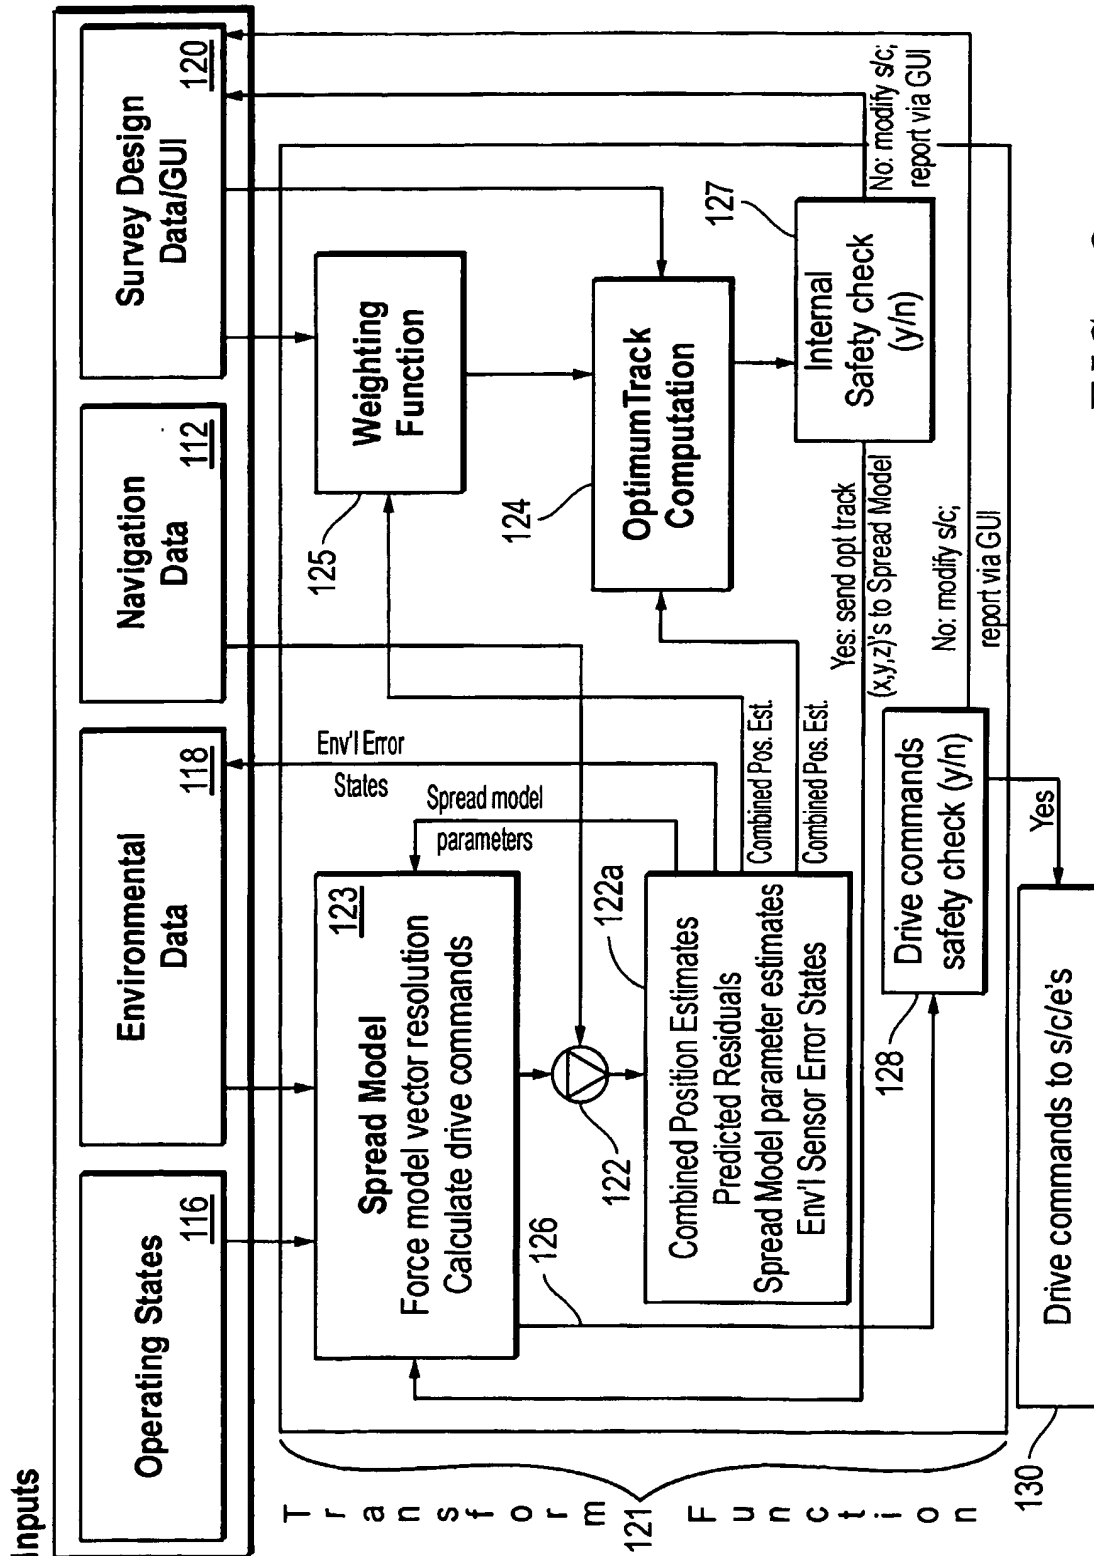 Inputs
Operating States
116
Environmental
Data
118
Navigation
Data
112
Survey Design
Data/GUI
120
Transform Function
121
Spread Model
123
Force model vector resolution
Calculate drive commands
Env'l Error
States
Spread model
parameters
122
122a
Combined Position Estimates
Predicted Residuals
Spread Model parameter estimates
Env'l Sensor Error States
Combined Pos. Est.
Combined Pos. Est.
126
Weighting
Function
125
OptimumTrack
Computation
124
Internal
Safety check
(y/n)
127
No: modify s/c;
report via GUI
Yes: send opt track
(x,y,z)'s to Spread Model
Drive commands
safety check (y/n)
128
No: modify s/c;
report via GUI
Yes
Drive commands to s/c/e's
130